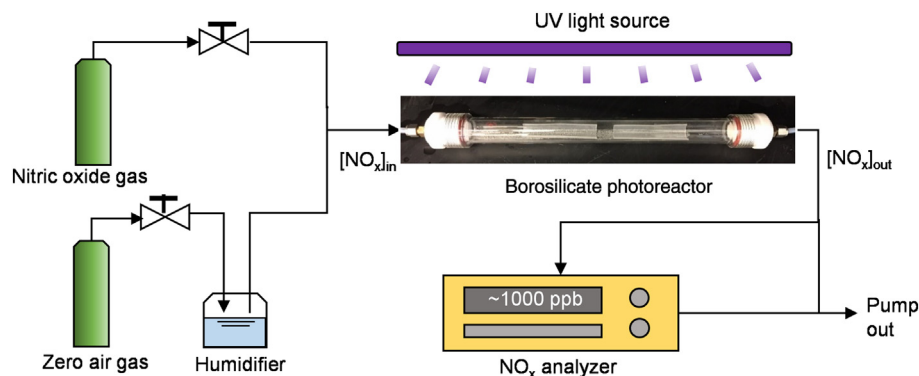 UV light source
Nitric oxide gas
[NOₓ]in
Borosilicate photoreactor
[NOₓ]out
Zero air gas
Humidifier
~1000 ppb
NOₓ analyzer
Pump
out